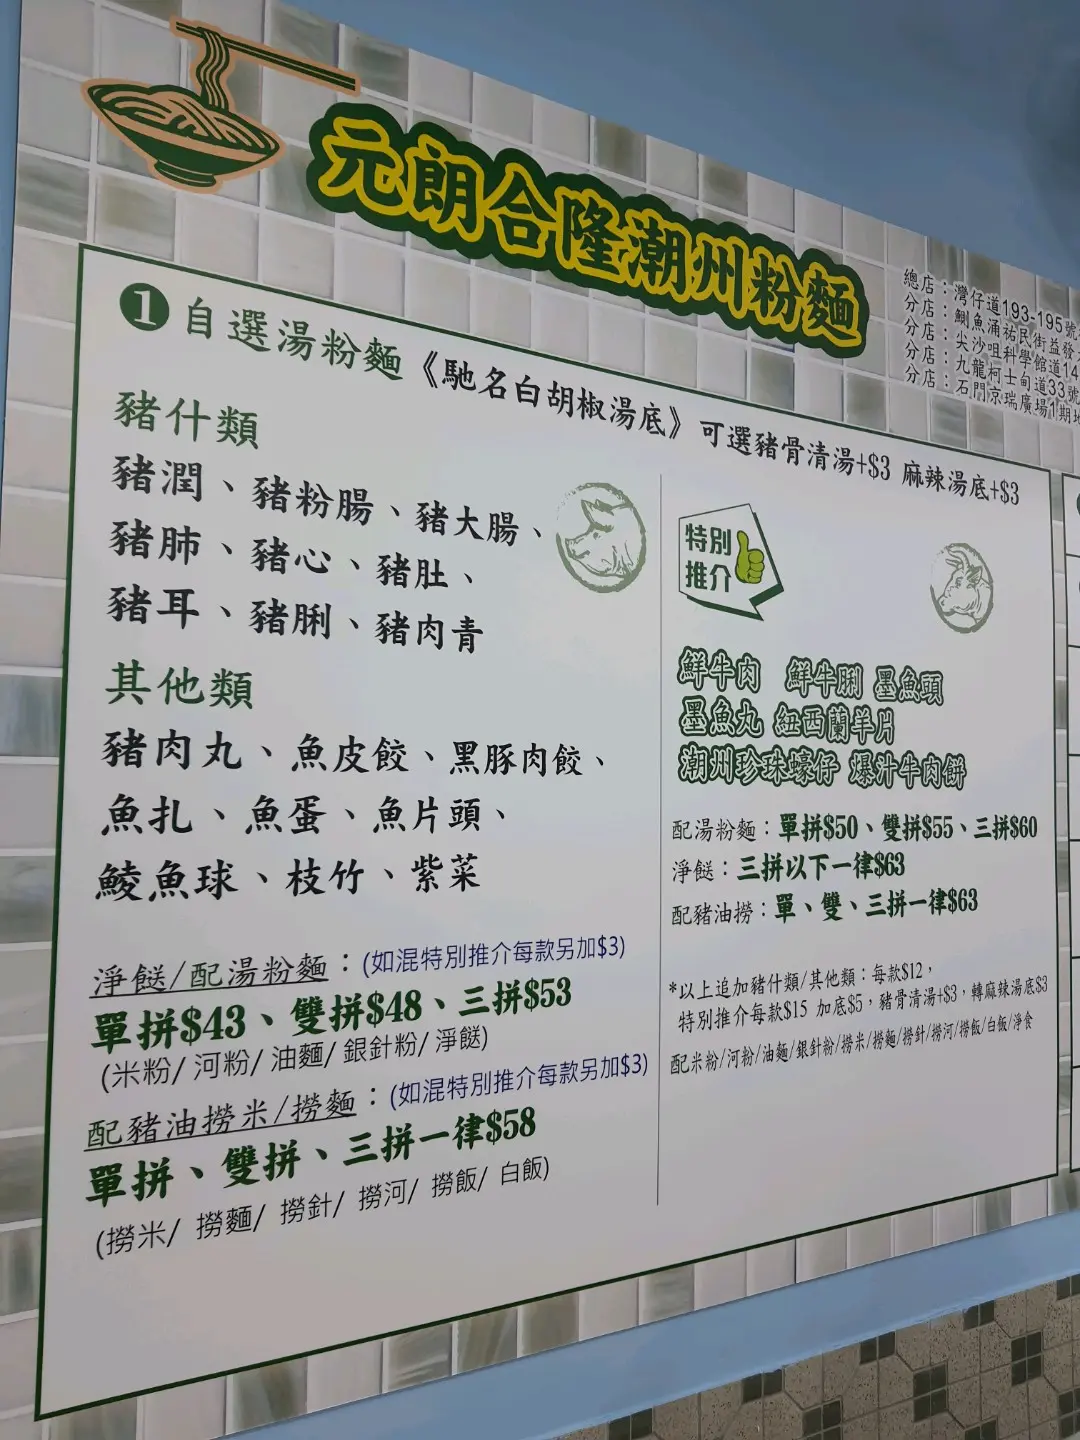 元朗合隆潮州粉麵
總店：灣仔道193-195號
分店：鰂魚涌祐民街益發
分店：尖沙咀科學館道14
分店：九龍柯士甸道33號
分店：石門京瑞廣場1期地
1 自選湯粉麵《馳名白胡椒湯底》可選豬骨清湯+$3 麻辣湯底+$3
豬什類
豬潤、豬粉腸、豬大腸、
豬肺、豬心、豬肚、
豬耳、豬脷、豬肉青
其他類
豬肉丸、魚皮餃、黑豚肉餃、
魚扎、魚蛋、魚片頭、
鯪魚球、枝竹、紫菜
淨餸/配湯粉麵：(如混特別推介每款另加$3)
單拼$43、雙拼$48、三拼$53
(米粉/ 河粉/ 油麵/ 銀針粉/ 淨餸)
配豬油撈米/撈麵：(如混特別推介每款另加$3)
單拼、雙拼、三拼一律$58
(撈米/ 撈麵/ 撈針/ 撈河/ 撈飯/ 白飯)
特別
推介
鮮牛肉 鮮牛脷 墨魚頭
墨魚丸 紐西蘭羊片
潮州珍珠蠔仔 爆汁牛肉餅
配湯粉麵：單拼$50、雙拼$55、三拼$60
淨餸：三拼以下一律$63
配豬油撈：單、雙、三拼一律$63
*以上追加豬什類/其他類：每款$12，
特別推介每款$15 加底$5，豬骨清湯+$3，轉麻辣湯底$3
配米粉/河粉/油麵/銀針粉/撈米/撈麵/撈針/撈河/撈飯/白飯/淨食